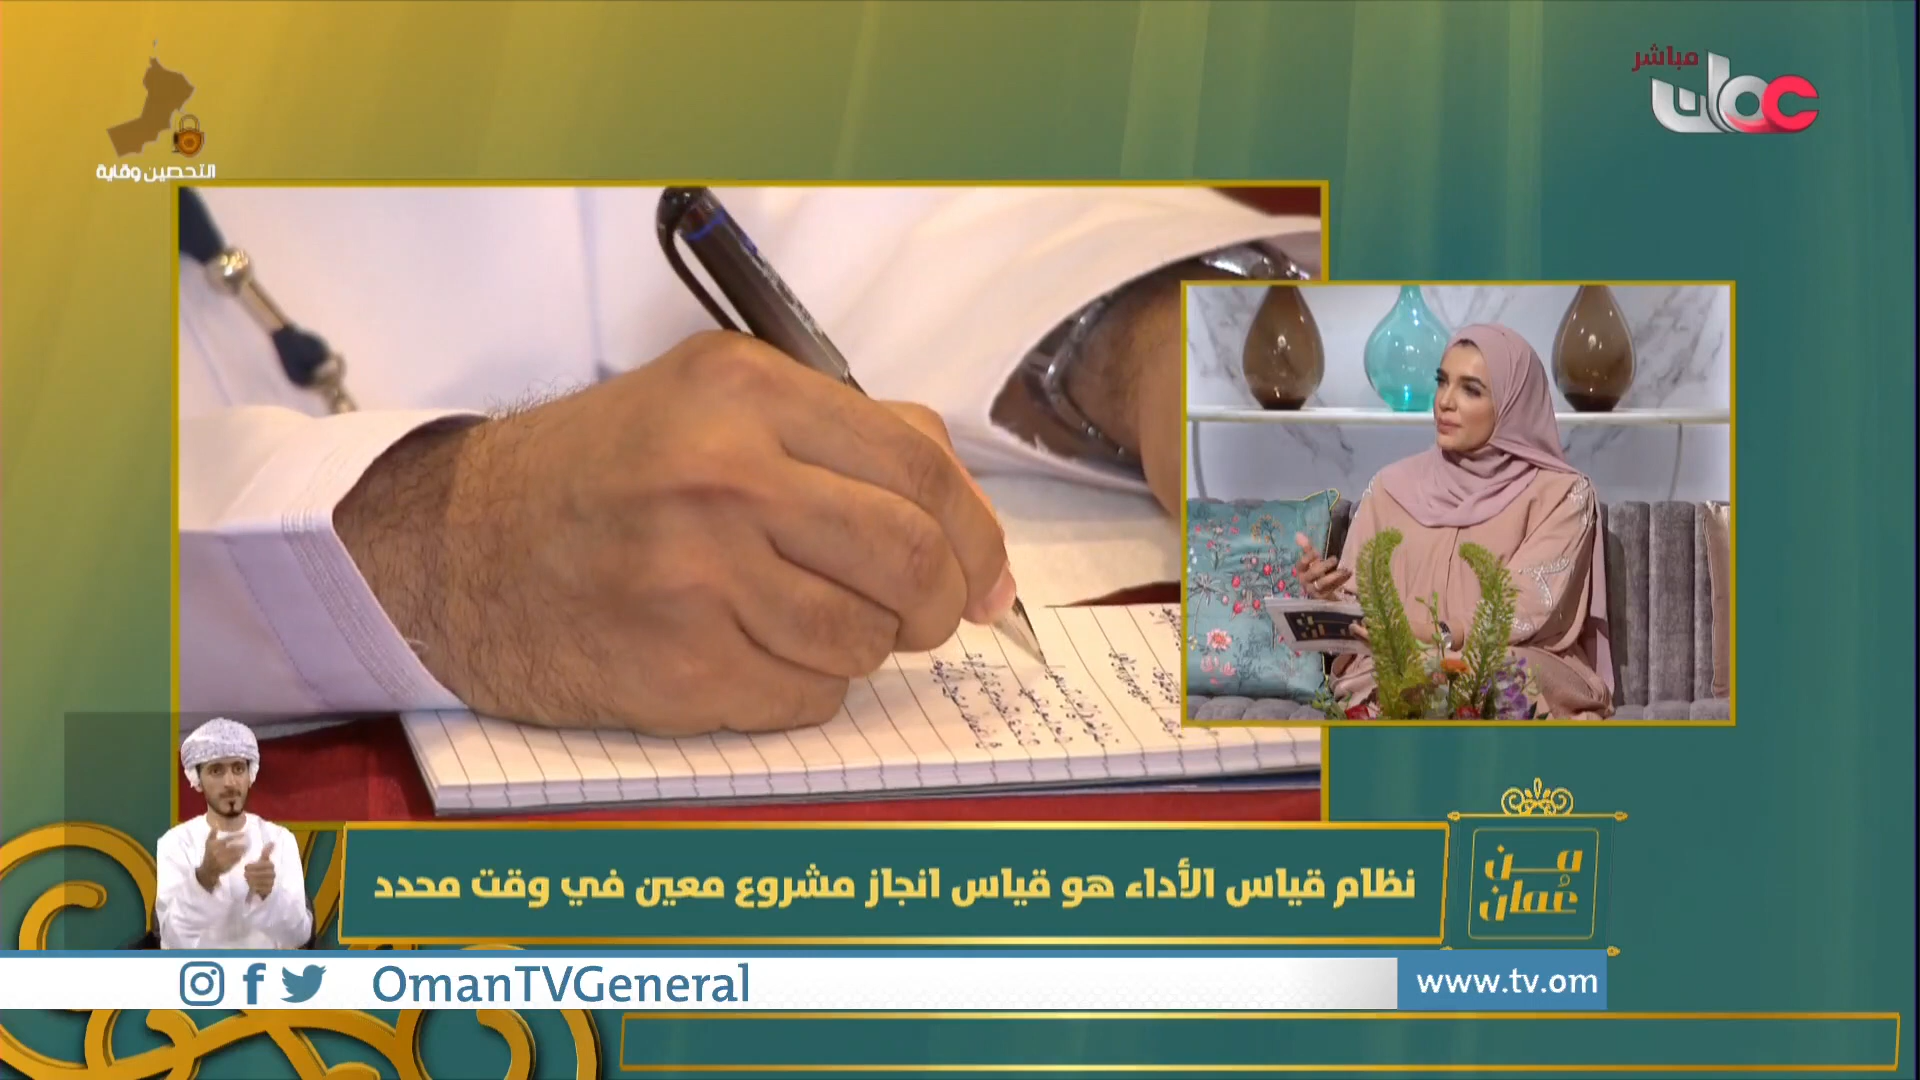 مباشر
عمان
التحصين وقاية
من
عُمان
نظام قياس الأداء هو قياس انجاز مشروع معين في وقت محدد
OmanTVGeneral
www.tv.om